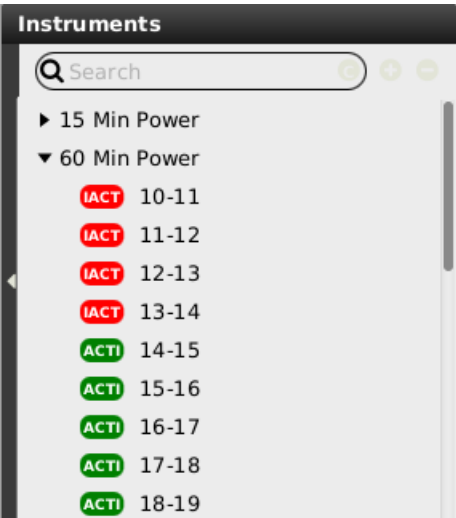 Instruments
Search
15 Min Power
60 Min Power
IACT 10-11
IACT 11-12
IACT 12-13
IACT 13-14
ACTI 14-15
ACTI 15-16
ACTI 16-17
ACTI 17-18
ACTI 18-19